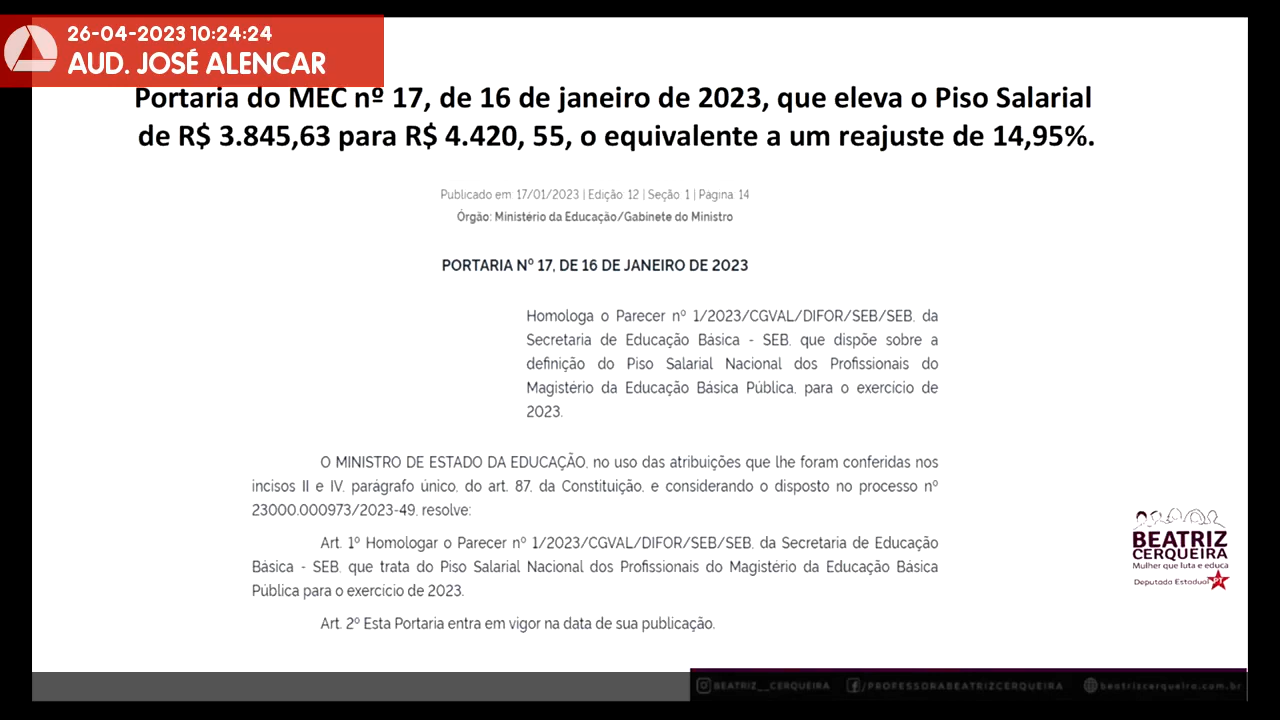 26-04-2023 10:24:24
AUD. JOSÉ ALENCAR
Portaria do MEC nº 17, de 16 de janeiro de 2023, que eleva o Piso Salarial
de R$ 3.845,63 para R$ 4.420, 55, o equivalente a um reajuste de 14,95%.
Publicado em: 17/01/2023 | Edição: 12 | Seção: 1 | Página: 14
Órgão: Ministério da Educação/Gabinete do Ministro
PORTARIA Nº 17, DE 16 DE JANEIRO DE 2023
Homologa o Parecer nº 1/2023/CGVAL/DIFOR/SEB/SEB, da
Secretaria de Educação Básica - SEB, que dispõe sobre a
definição do Piso Salarial Nacional dos Profissionais do
Magistério da Educação Básica Pública, para o exercício de
2023.
O MINISTRO DE ESTADO DA EDUCAÇÃO, no uso das atribuições que lhe foram conferidas nos
incisos II e IV, parágrafo único, do art. 87, da Constituição, e considerando o disposto no processo nº
23000.000973/2023-49, resolve:
Art. 1º Homologar o Parecer nº 1/2023/CGVAL/DIFOR/SEB/SEB, da Secretaria de Educação
Básica - SEB, que trata do Piso Salarial Nacional dos Profissionais do Magistério da Educação Básica
Pública para o exercício de 2023.
Art. 2º Esta Portaria entra em vigor na data de sua publicação.
BEATRIZ
CERQUEIRA
Mulher que luta e educa
Deputada Estadual PT
BEATRIZ__CERQUEIRA /PROFESSORABEATRIZCERQUEIRA beatrizcerqueira.com.br